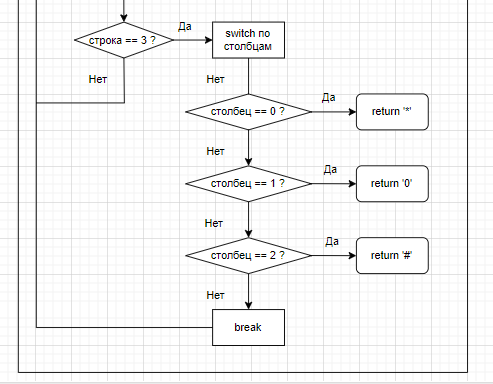 Да
строка == 3 ?
switch по
столбцам
Нет
Нет
Да
столбец == 0 ?
return '*'
Нет
Да
столбец == 1 ?
return '0'
Нет
Да
столбец == 2 ?
return '#'
Нет
break